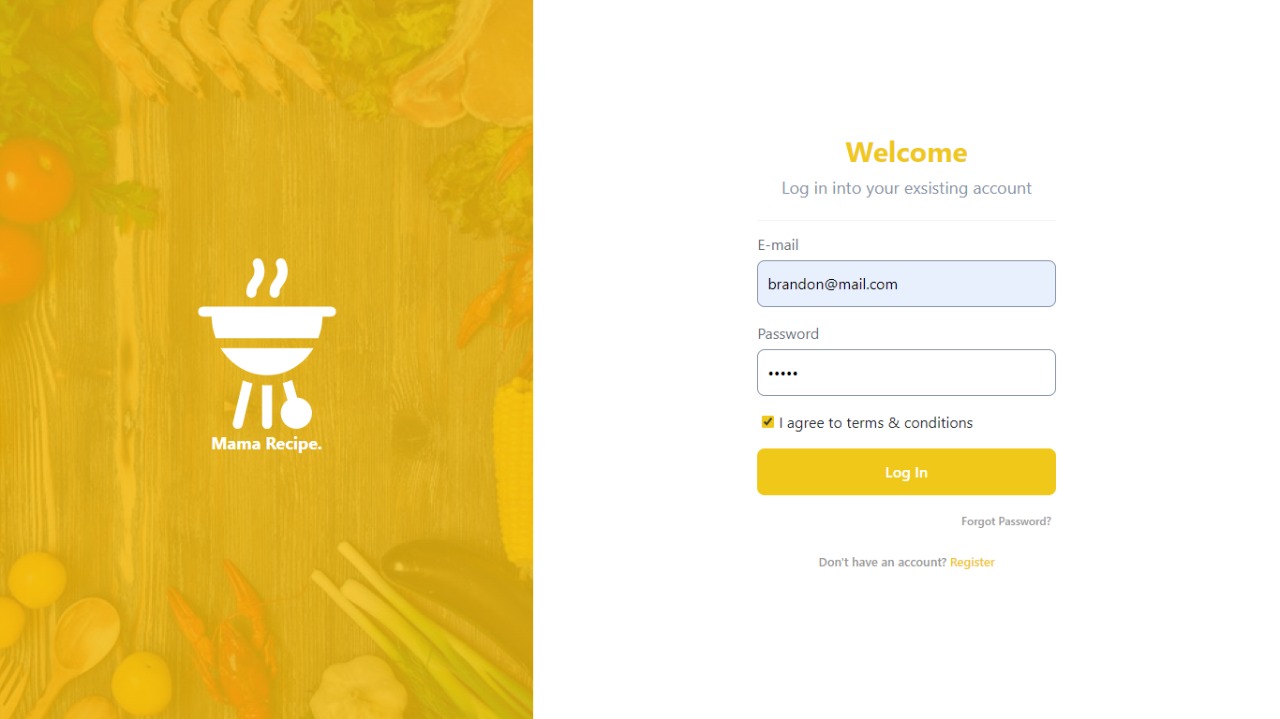 Mama Recipe.
Welcome
Log in into your exsisting account
E-mail
brandon@mail.com
Password
•••••
I agree to terms & conditions
Log In
Forgot Password?
Don't have an account? Register